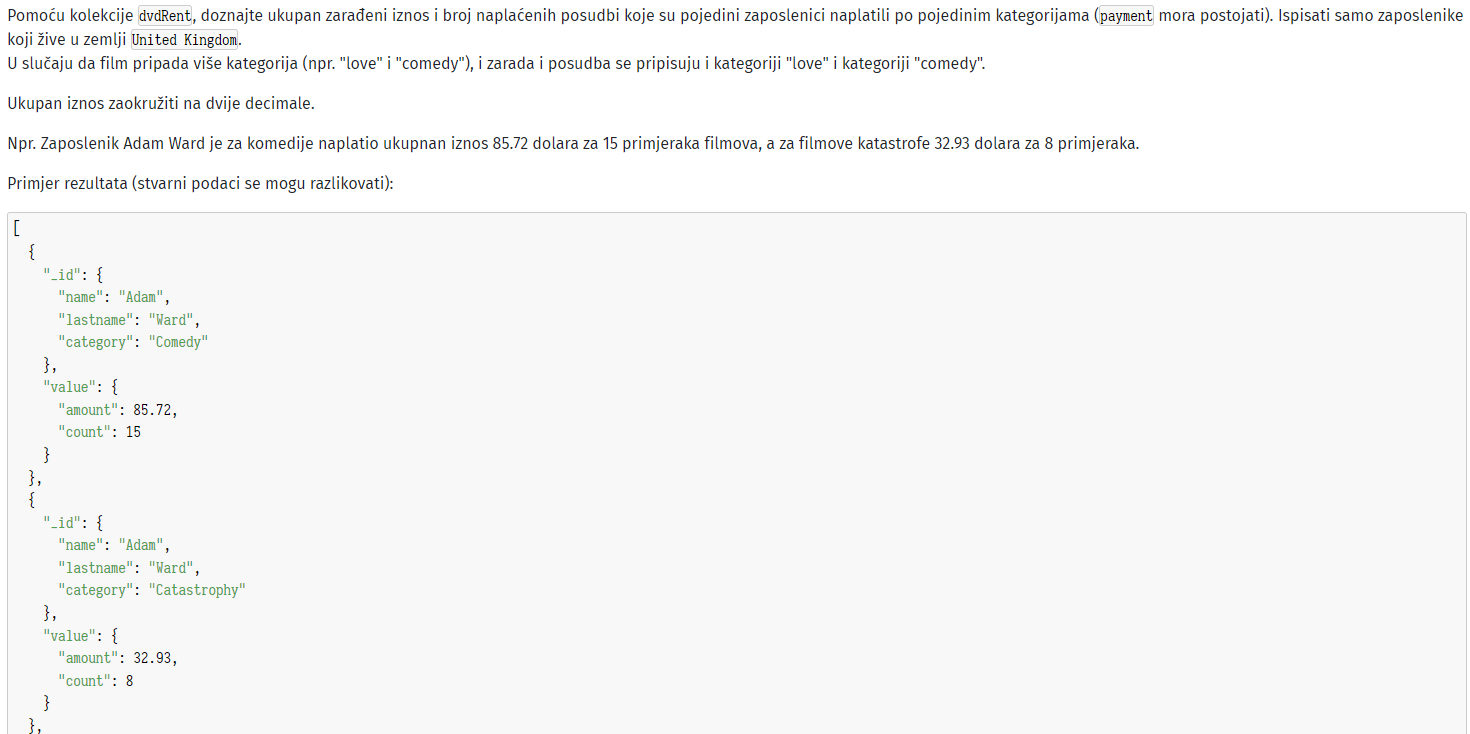 Pomoću kolekcije dvdRent, doznajte ukupan zarađeni iznos i broj naplaćenih posudbi koje su pojedini zaposlenici naplatili po pojedinim kategorijama (payment mora postojati). Ispisati samo zaposlenike
koji žive u zemlji United Kingdom.
U slučaju da film pripada više kategorija (npr. "love" i "comedy"), i zarada i posudba se pripisuju i kategoriji "love" i kategoriji "comedy".
Ukupan iznos zaokružiti na dvije decimale.
Npr. Zaposlenik Adam Ward je za komedije naplatio ukupnan iznos 85.72 dolara za 15 primjeraka filmova, a za filmove katastrofe 32.93 dolara za 8 primjeraka.
Primjer rezultata (stvarni podaci se mogu razlikovati):
[
  {
    "_id": {
      "name": "Adam",
      "lastname": "Ward",
      "category": "Comedy"
    },
    "value": {
      "amount": 85.72,
      "count": 15
    }
  },
  {
    "_id": {
      "name": "Adam",
      "lastname": "Ward",
      "category": "Catastrophy"
    },
    "value": {
      "amount": 32.93,
      "count": 8
    }
  },